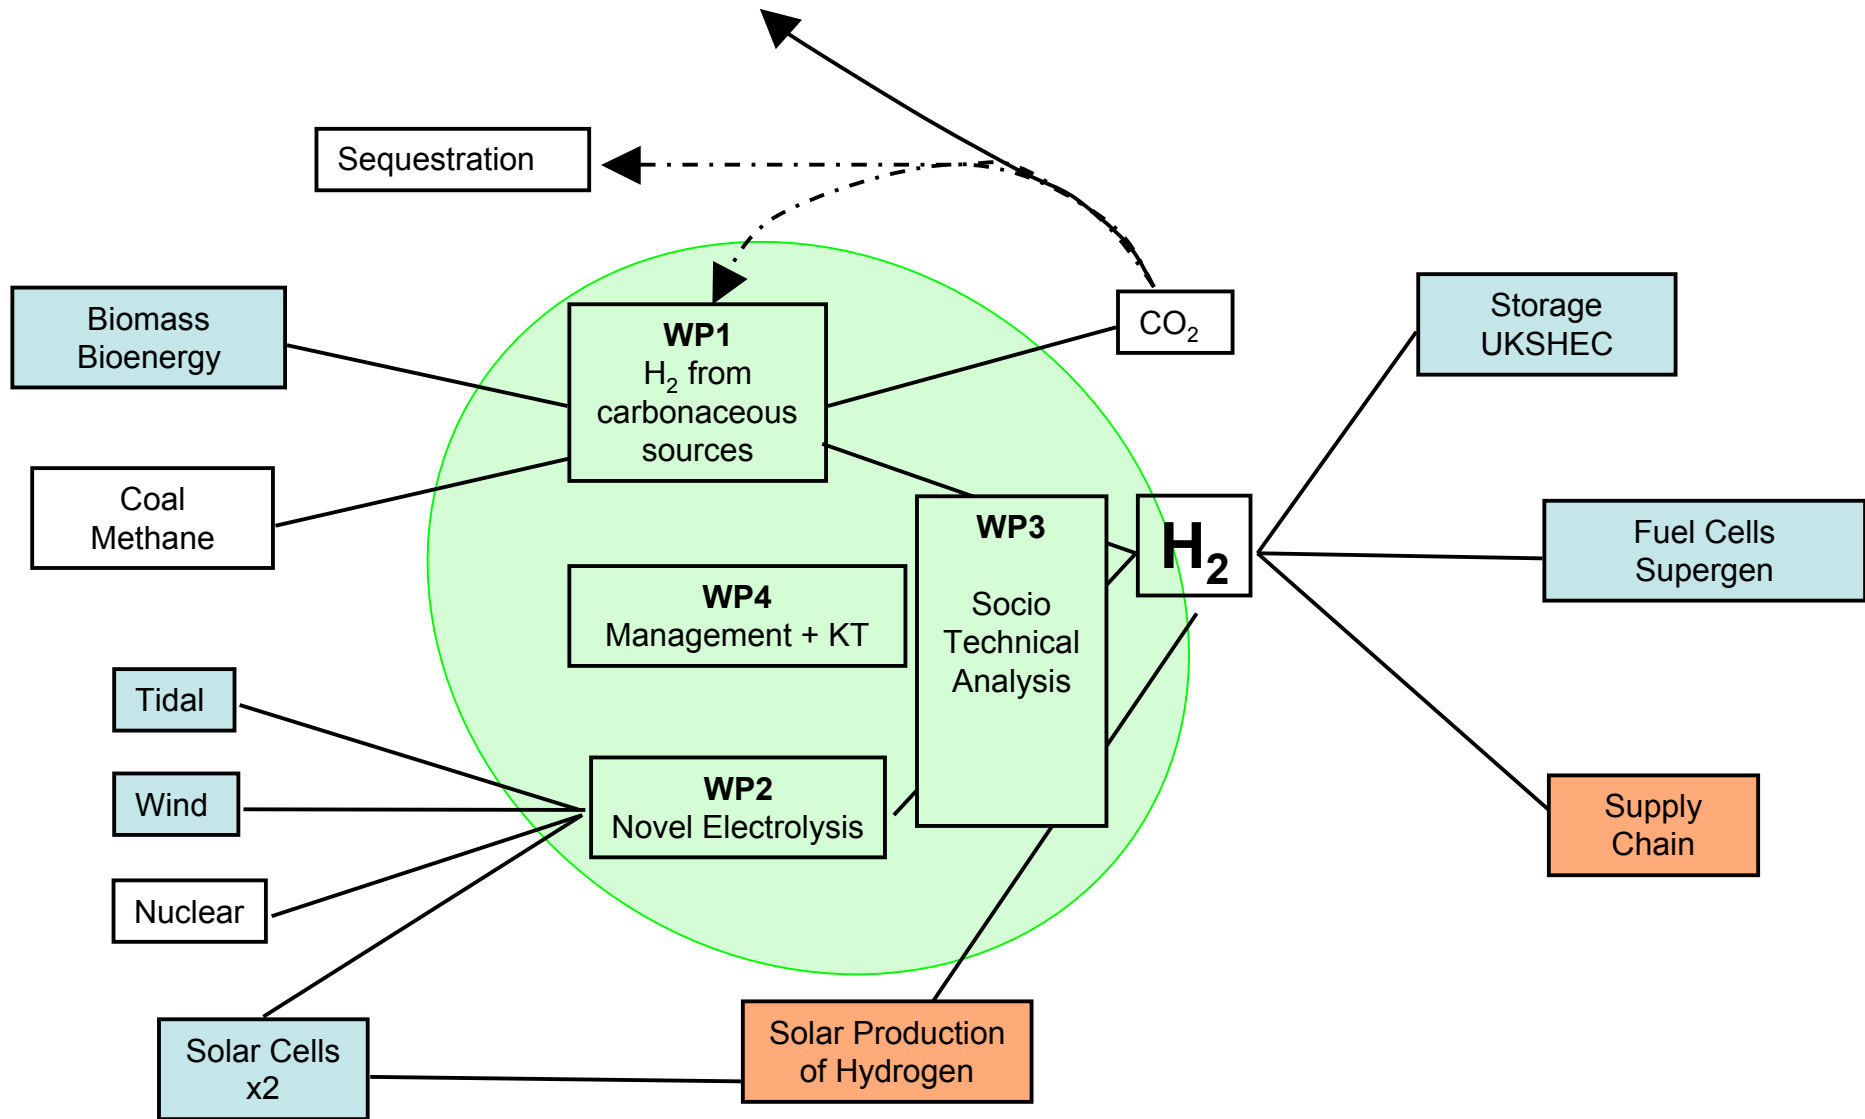 Sequestration
Biomass
Bioenergy
WP1
H₂ from
carbonaceous
sources
CO₂
Storage
UKSHEC
Coal
Methane
WP3
Socio
Technical
Analysis
H₂
Fuel Cells
Supergen
WP4
Management + KT
Tidal
Wind
WP2
Novel Electrolysis
Supply
Chain
Nuclear
Solar Cells
x2
Solar Production
of Hydrogen